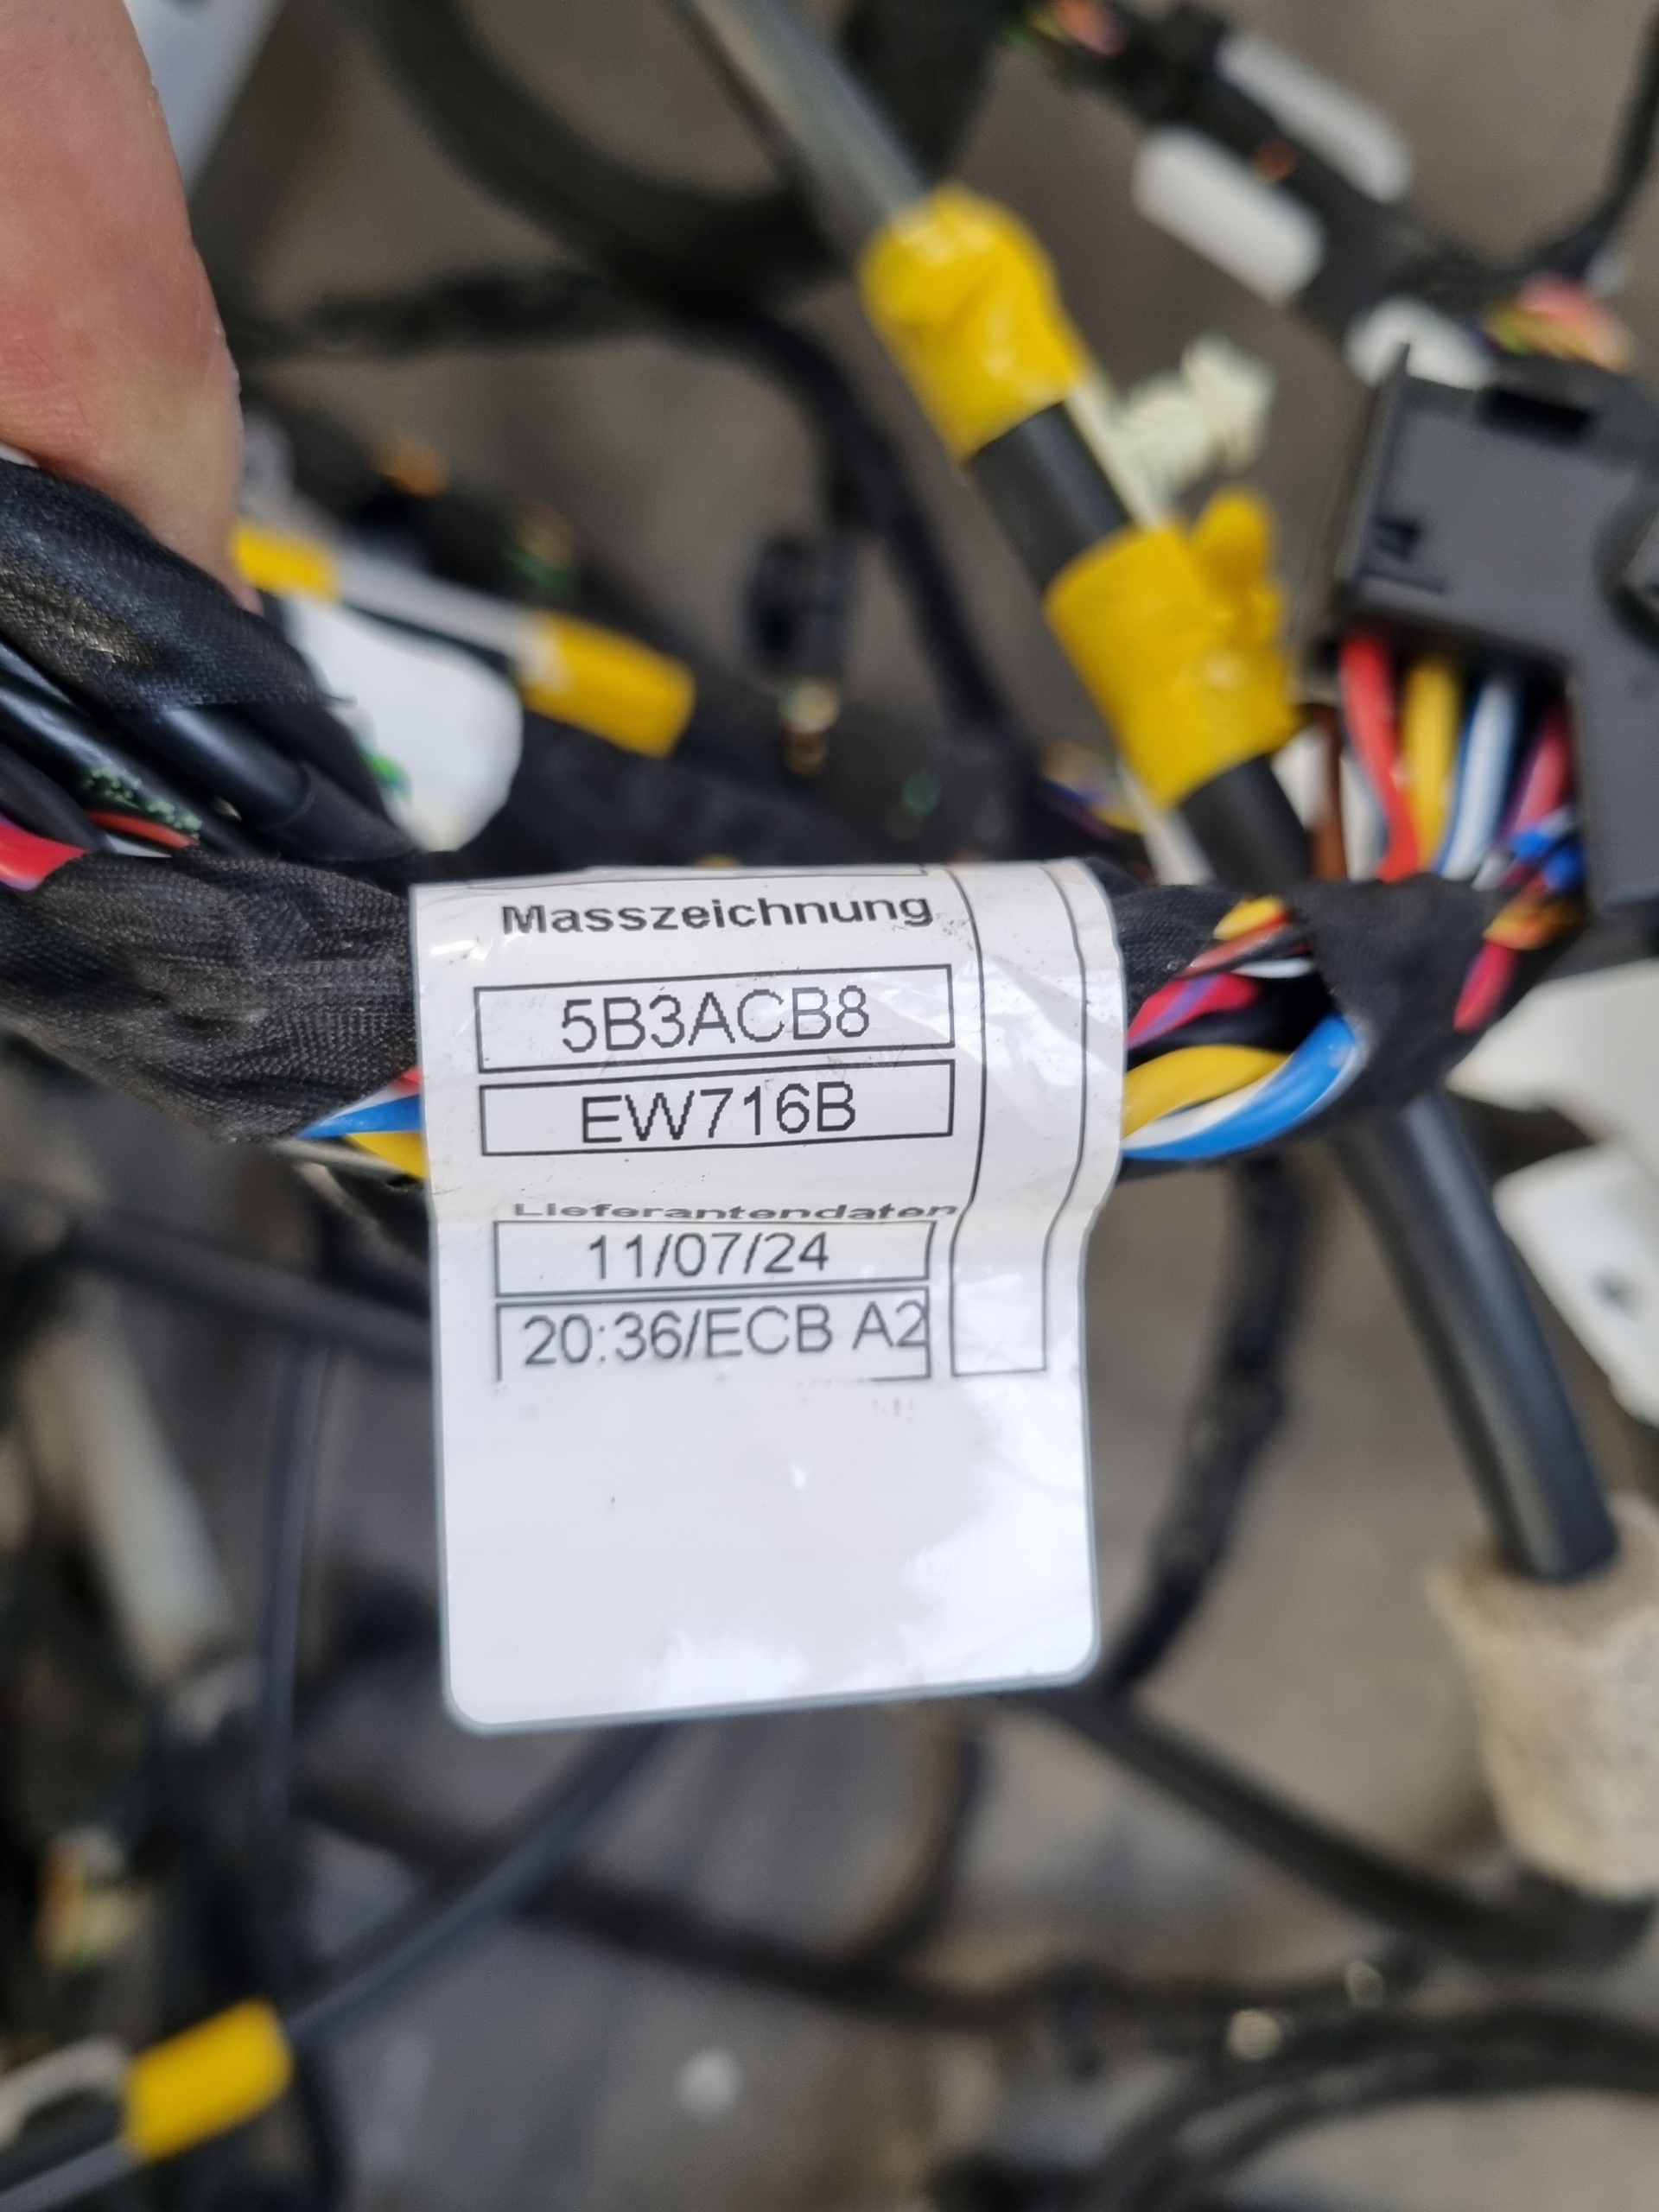 Masszeichnung
5B3ACB8
EW716B
Lieferantendaten
11/07/24
20:36/ECB A2